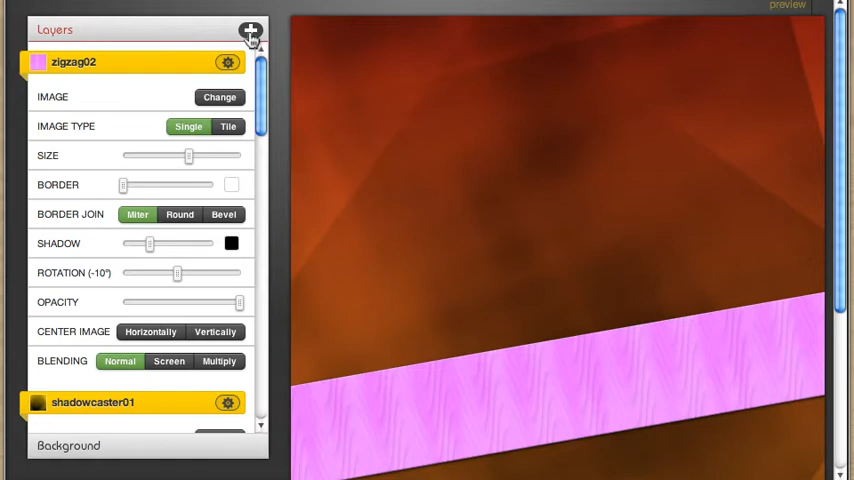 preview
Layers
zigzag02
IMAGE Change
IMAGE TYPE Single Tile
SIZE
BORDER
BORDER JOIN Miter Round Bevel
SHADOW
ROTATION (-10°)
OPACITY
CENTER IMAGE Horizontally Vertically
BLENDING Normal Screen Multiply
shadowcaster01
Background